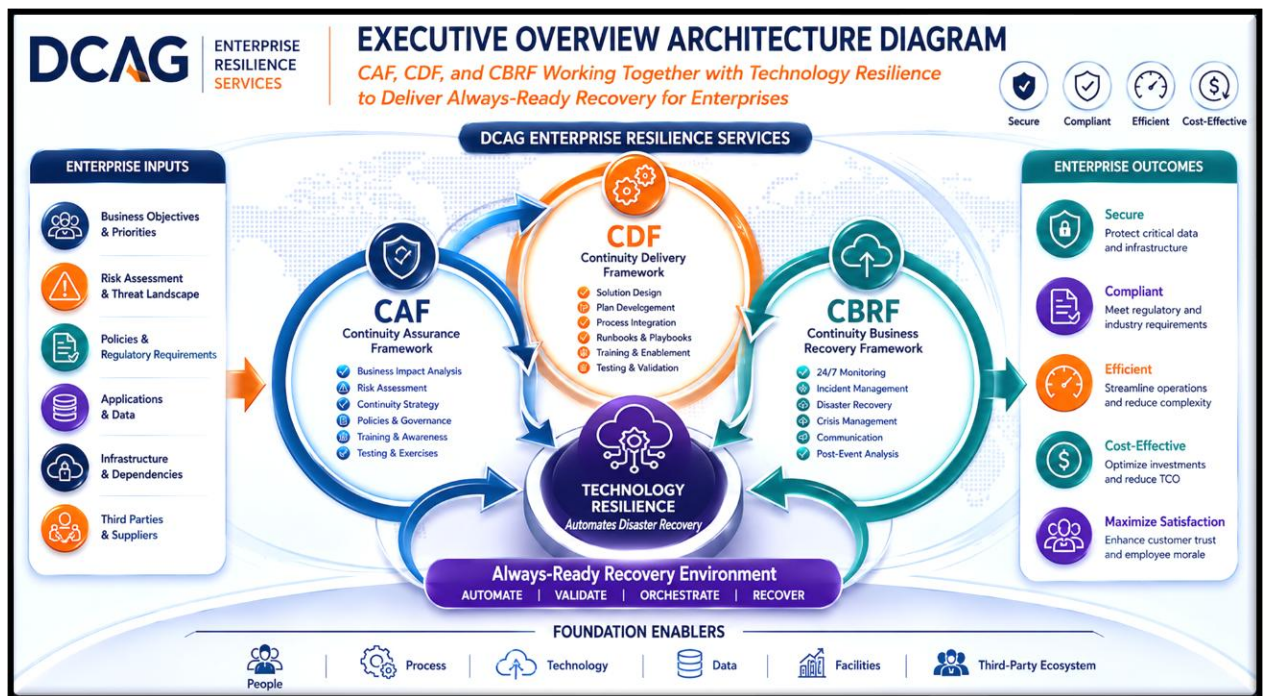 DCAG
ENTERPRISE
RESILIENCE
SERVICES
EXECUTIVE OVERVIEW ARCHITECTURE DIAGRAM
CAF, CDF, and CBRF Working Together with Technology Resilience
to Deliver Always-Ready Recovery for Enterprises
Secure
Compliant
Efficient
Cost-Effective
DCAG ENTERPRISE RESILIENCE SERVICES
ENTERPRISE INPUTS
Business Objectives
& Priorities
Risk Assessment
& Threat Landscape
Policies &
Regulatory Requirements
Applications
& Data
Infrastructure
& Dependencies
Third Parties
& Suppliers
CAF
Continuity Assurance
Framework
Business Impact Analysis
Risk Assessment
Continuity Strategy
Policies & Governance
Training & Awareness
Testing & Exercises
CDF
Continuity Delivery
Framework
Solution Design
Plan Development
Process Integration
Runbooks & Playbooks
Training & Enablement
Testing & Validation
CBRF
Continuity Business
Recovery Framework
24/7 Monitoring
Incident Management
Disaster Recovery
Crisis Management
Communication
Post-Event Analysis
TECHNOLOGY
RESILIENCE
Automates Disaster Recovery
Always-Ready Recovery Environment
AUTOMATE | VALIDATE | ORCHESTRATE | RECOVER
ENTERPRISE OUTCOMES
Secure
Protect critical data
and infrastructure
Compliant
Meet regulatory and
industry requirements
Efficient
Streamline operations
and reduce complexity
Cost-Effective
Optimize investments
and reduce TCO
Maximize Satisfaction
Enhance customer trust
and employee morale
FOUNDATION ENABLERS
People
Process
Technology
Data
Facilities
Third-Party Ecosystem